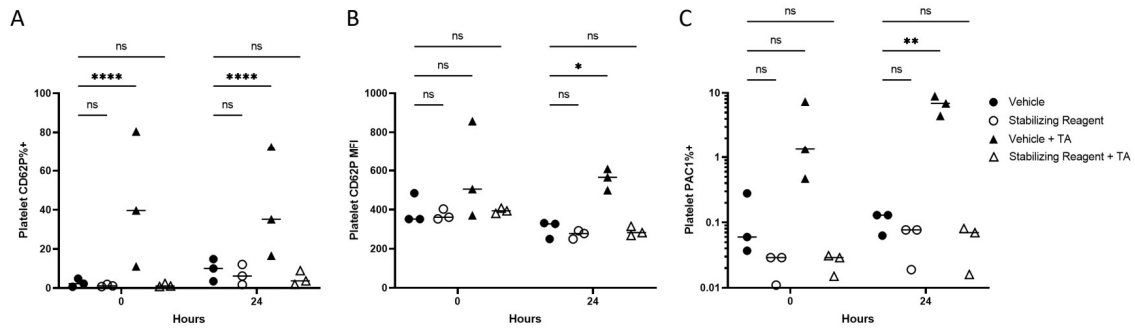 A
ns
****
ns
100
80
60
40
20
0
Platelet CD62P%+
ns
****
ns
0
24
Hours
B
ns
ns
ns
1000
800
600
400
200
0
Platelet CD62P MFI
ns
*
ns
0
24
Hours
C
ns
ns
ns
10
1
0.1
0.01
Platelet PAC1%+
ns
**
ns
0
24
Hours
Vehicle
Stabilizing Reagent
Vehicle + TA
Stabilizing Reagent + TA